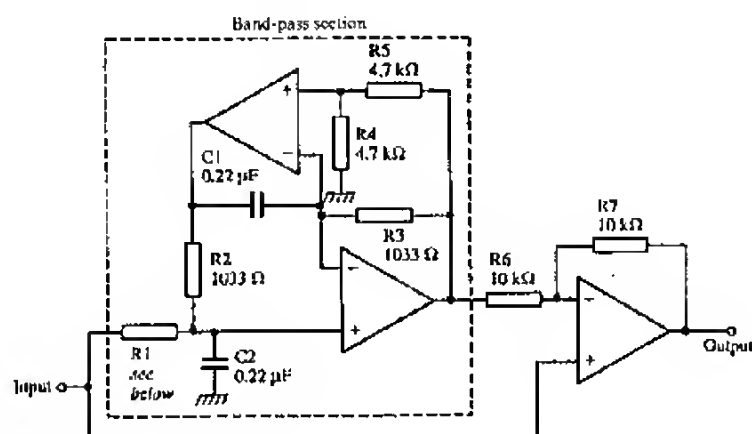 Band-pass section
R5
4.7 kΩ
R4
4.7 kΩ
C1
0.22 µF
R7
10 kΩ
R3
1033 Ω
R2
1033 Ω
R6
10 kΩ
R1
see
below
C2
0.22 µF
Input
Output